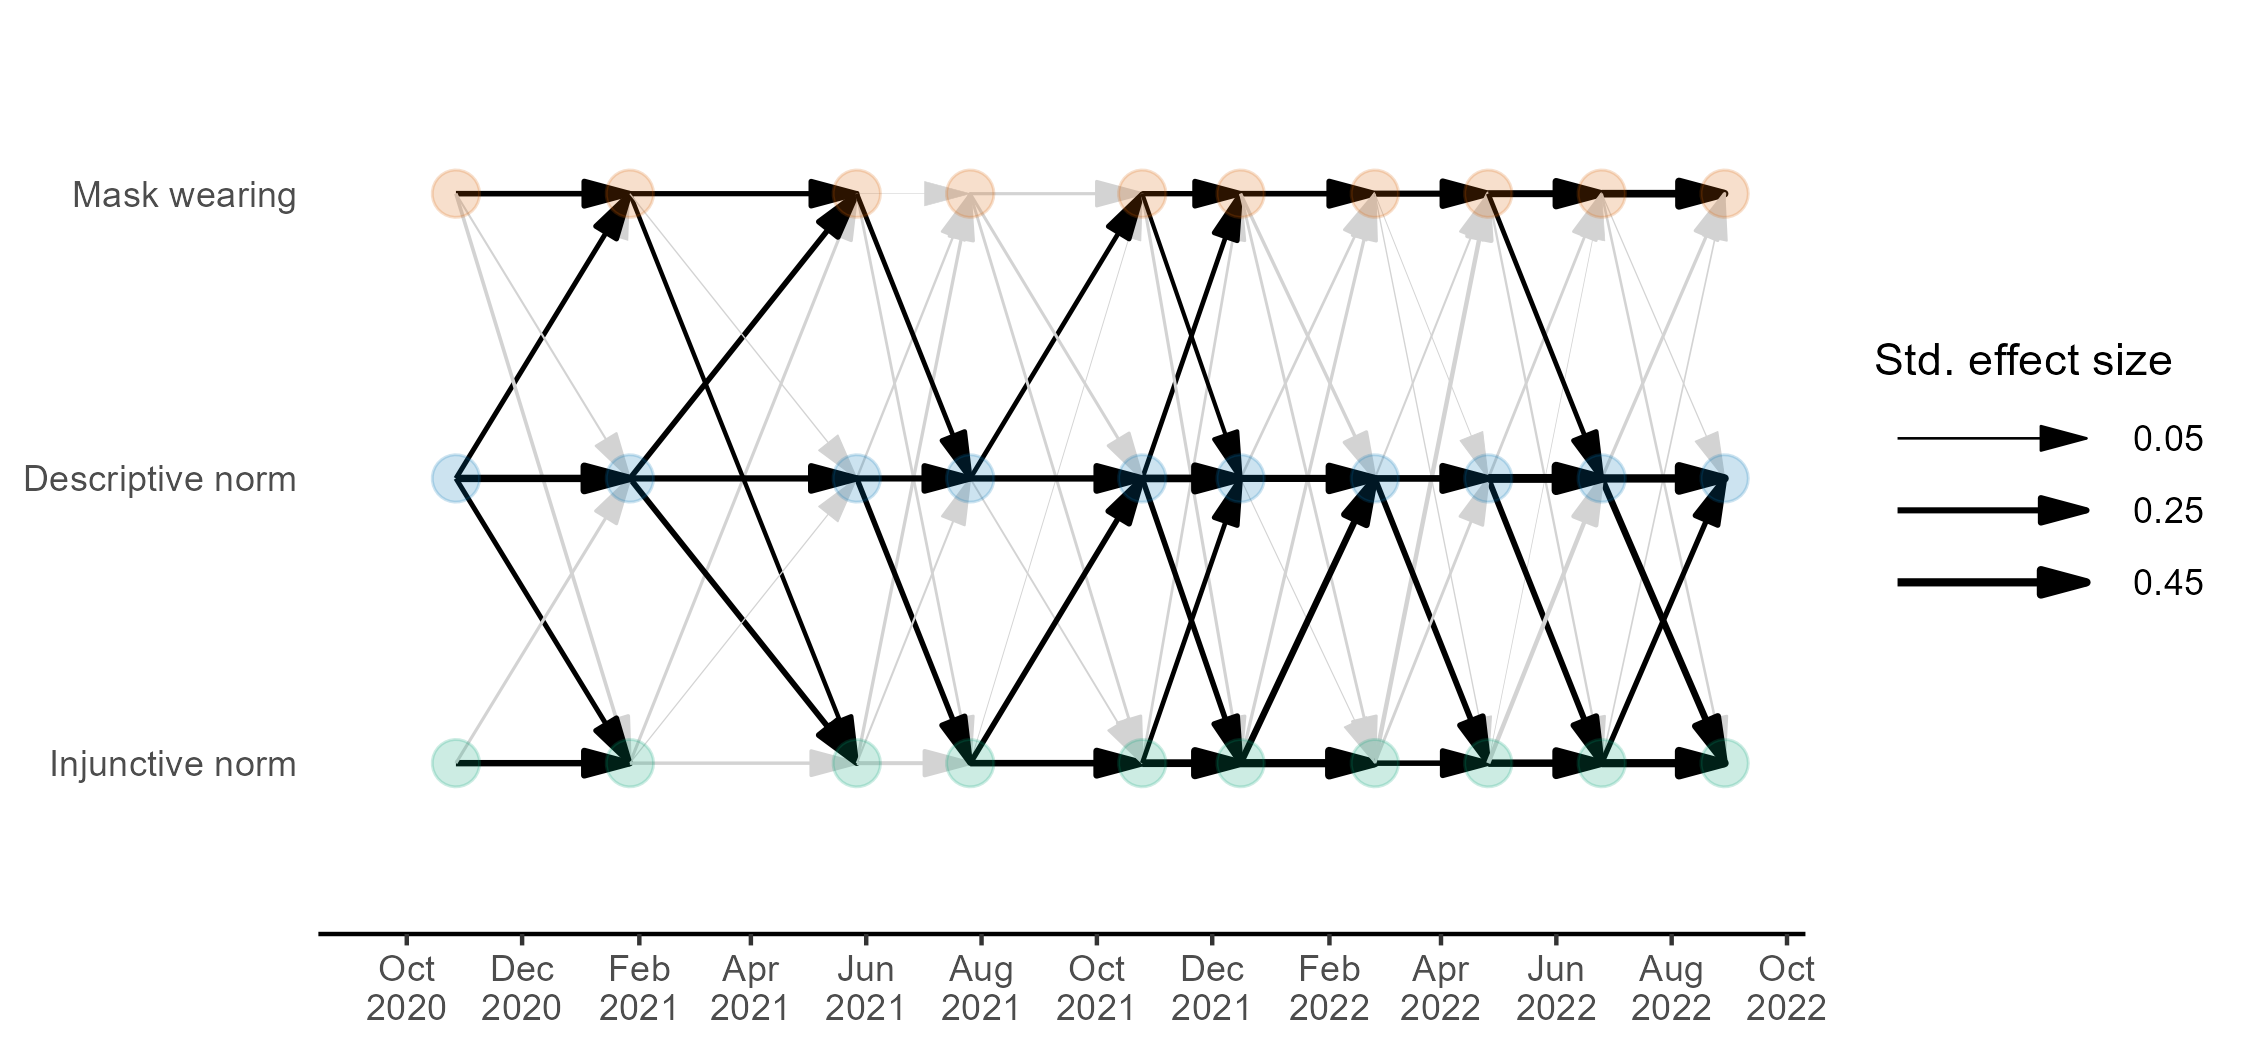 Mask wearing
Descriptive norm
Injunctive norm
Std. effect size
0.05
0.25
0.45
Oct Dec Feb Apr Jun Aug Oct Dec Feb Apr Jun Aug Oct
2020 2020 2021 2021 2021 2021 2021 2021 2022 2022 2022 2022 2022